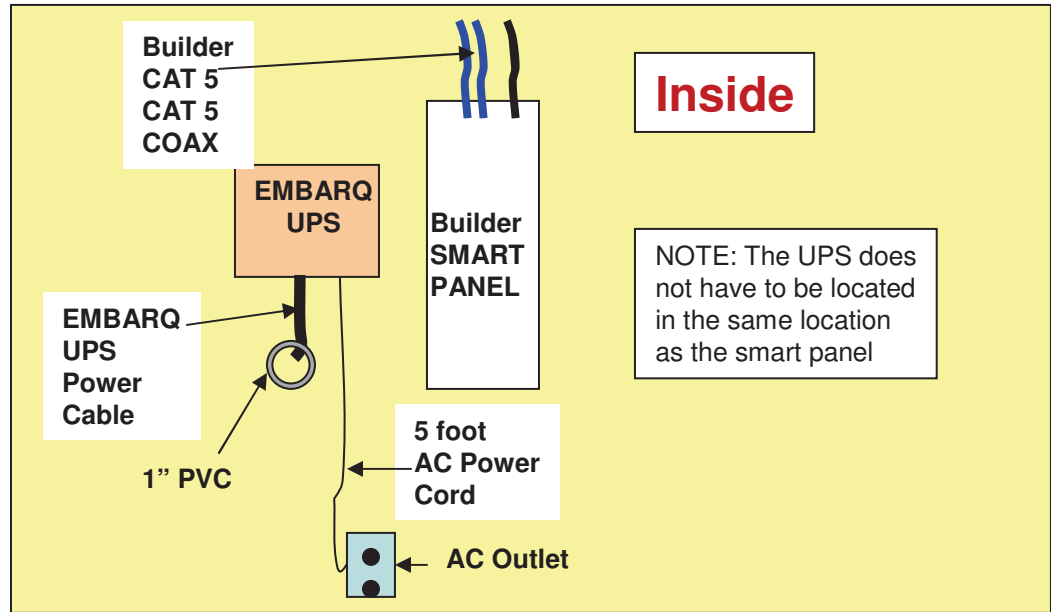 Builder
CAT 5
CAT 5
COAX
Inside
EMBARQ
UPS
Builder
SMART
PANEL
NOTE: The UPS does
not have to be located
in the same location
as the smart panel
EMBARQ
UPS
Power
Cable
1” PVC
5 foot
AC Power
Cord
AC Outlet